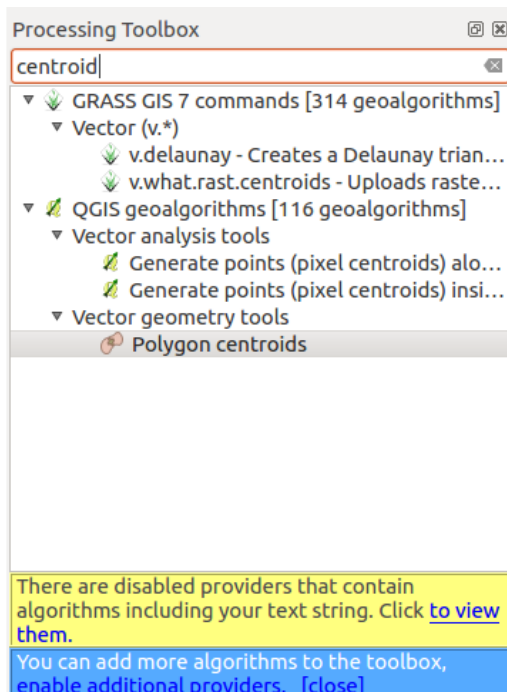 Processing Toolbox
centroid
GRASS GIS 7 commands [314 geoalgorithms]
Vector (v.*)
v.delaunay - Creates a Delaunay trian...
v.what.rast.centroids - Uploads raste...
QGIS geoalgorithms [116 geoalgorithms]
Vector analysis tools
Generate points (pixel centroids) alo...
Generate points (pixel centroids) insi...
Vector geometry tools
Polygon centroids
There are disabled providers that contain
algorithms including your text string. Click to view
them.
You can add more algorithms to the toolbox,
enable additional providers. [close]